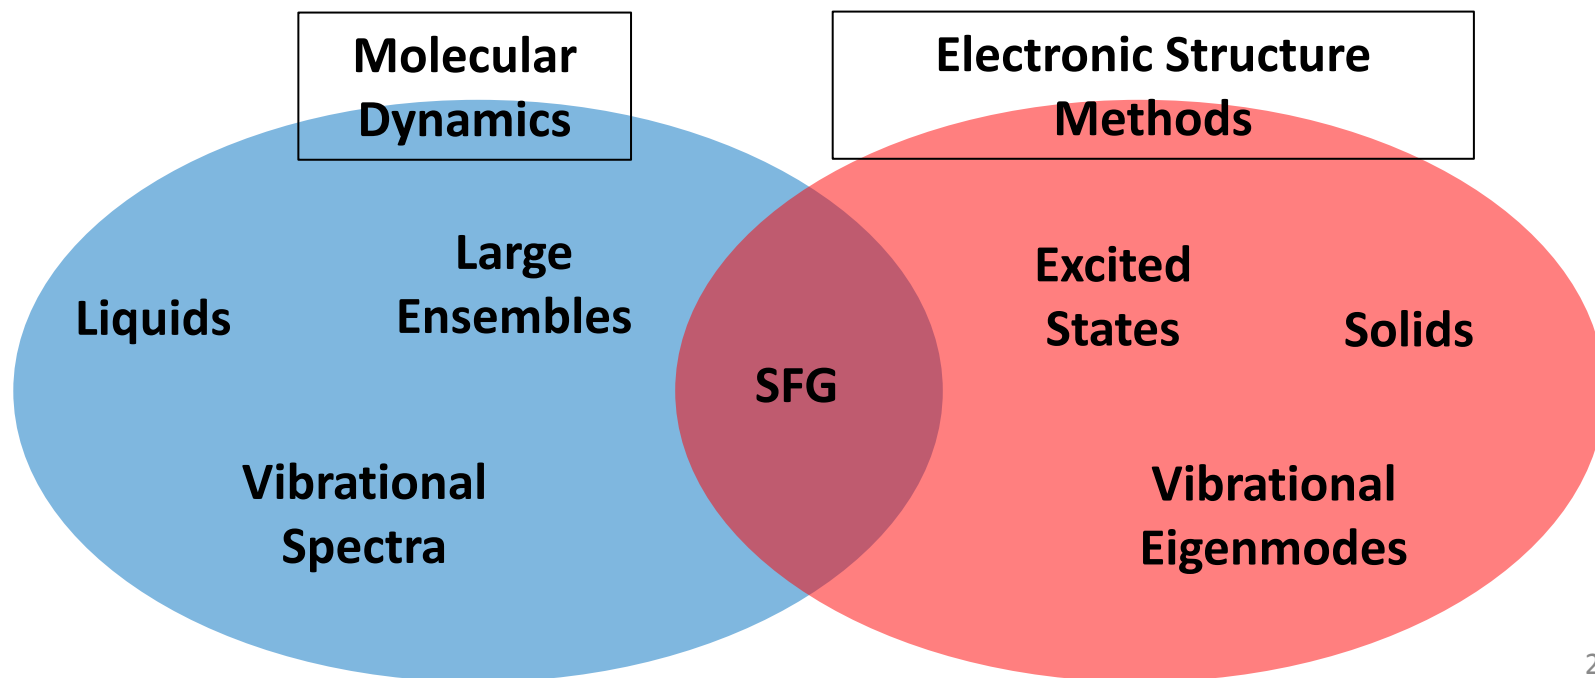 Molecular
Dynamics
Electronic Structure
Methods
Liquids
Large
Ensembles
Vibrational
Spectra
SFG
Excited
States
Solids
Vibrational
Eigenmodes